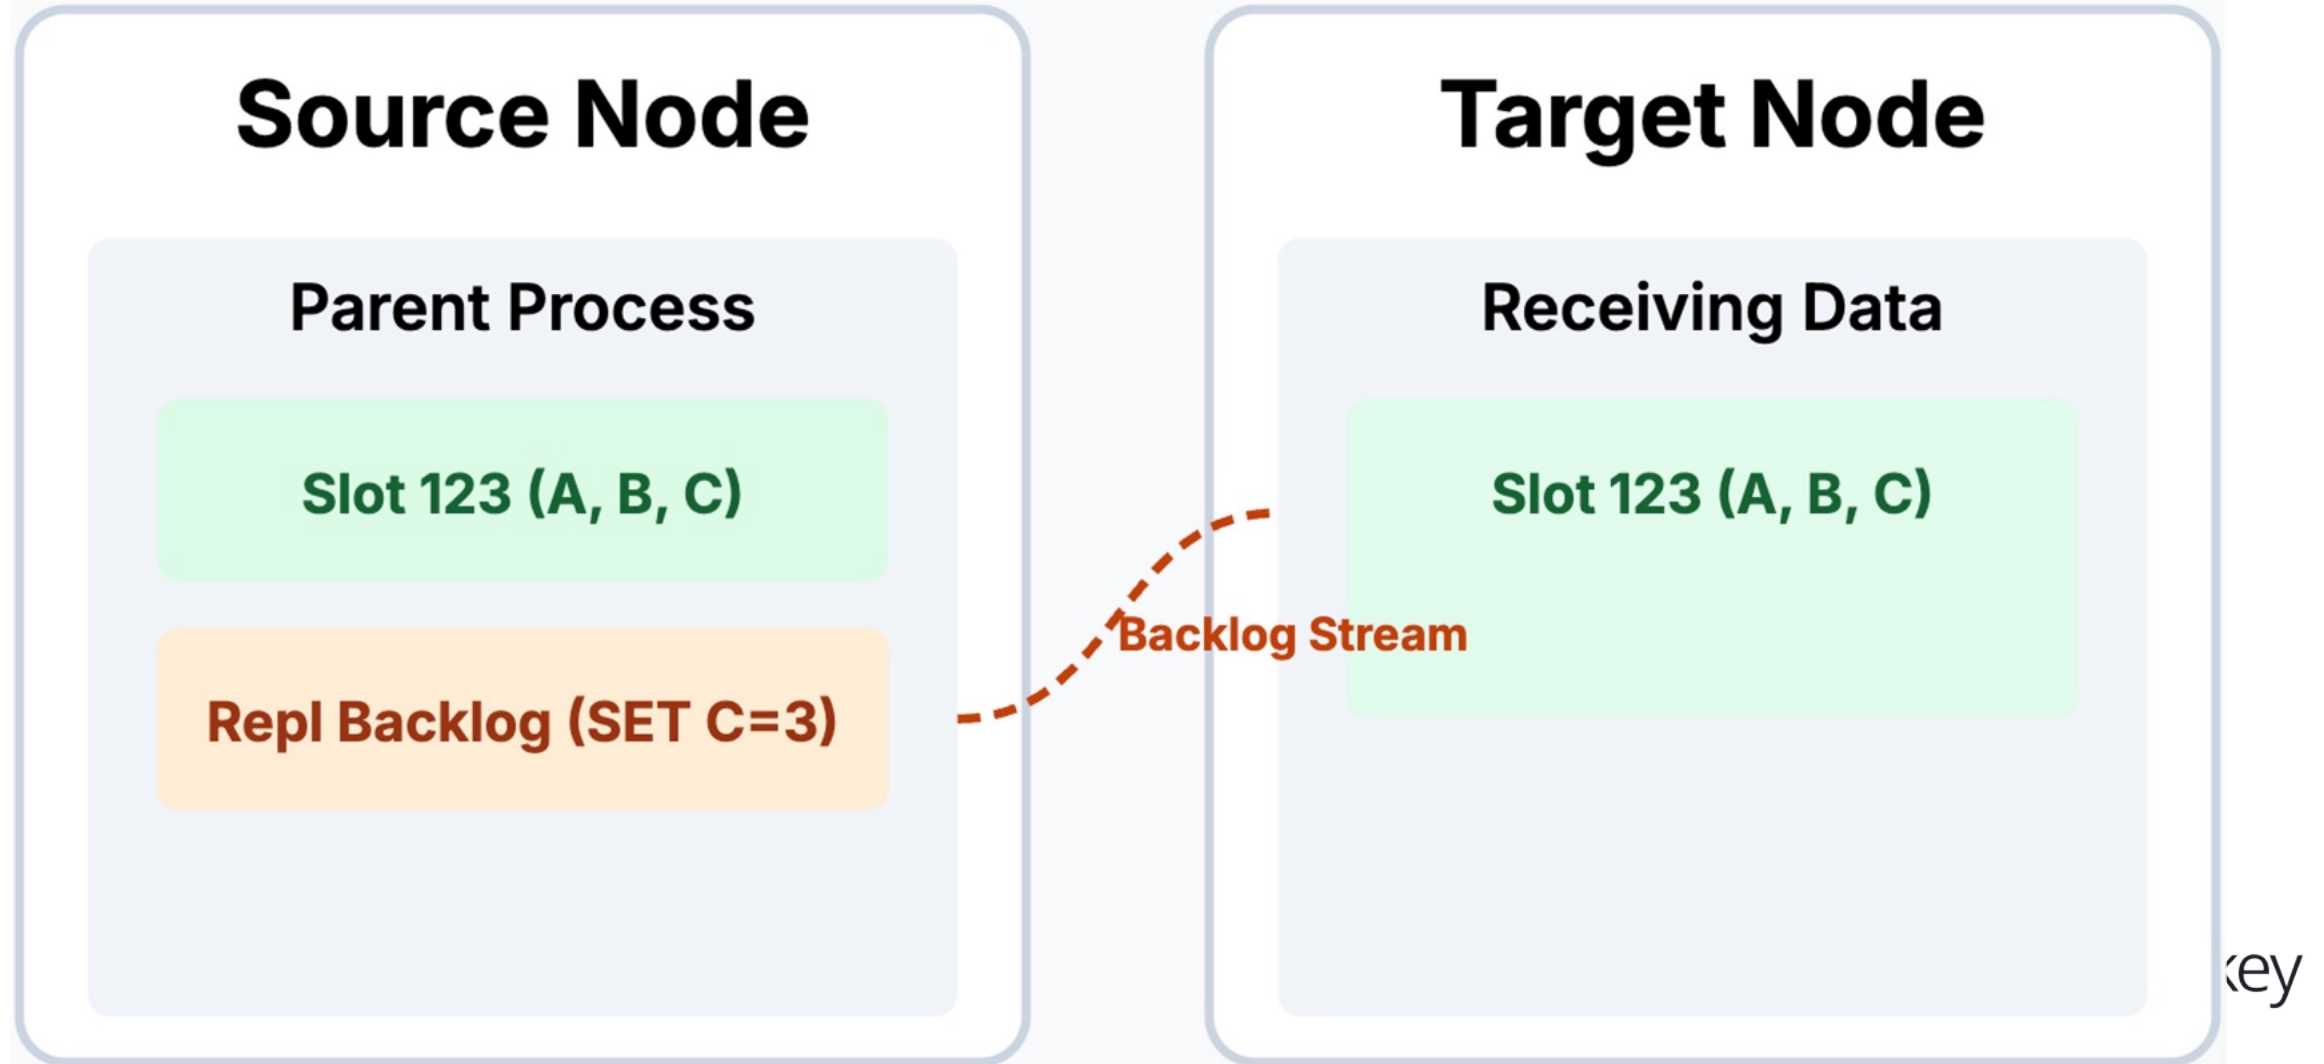 Source Node
Parent Process
Slot 123 (A, B, C)
Repl Backlog (SET C=3)
Backlog Stream
Target Node
Receiving Data
Slot 123 (A, B, C)